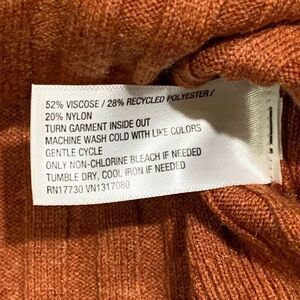 52% VISCOSE / 28% RECYCLED POLYESTER /
20% NYLON
TURN GARMENT INSIDE OUT
MACHINE WASH COLD WITH LIKE COLORS
GENTLE CYCLE
ONLY NON-CHLORINE BLEACH IF NEEDED
TUMBLE DRY, COOL IRON IF NEEDED
RN17730 VN1317080